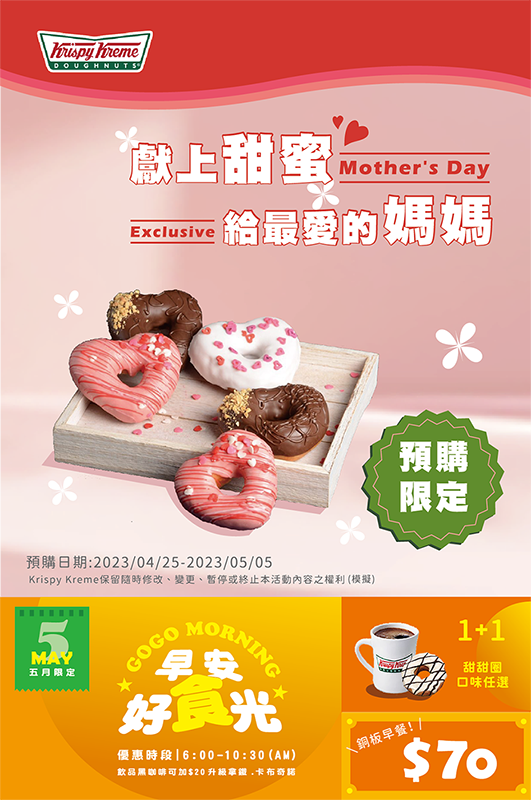 Krispy Kreme
DOUGHNUTS
獻上甜蜜 Mother's Day
Exclusive 給最愛的媽媽
預購
限定
預購日期:2023/04/25-2023/05/05
Krispy Kreme保留隨時修改、變更、暫停或終止本活動內容之權利(模擬)
5
MAY
五月限定
GOGO MORNING
早安
好食光
優惠時段|6:00-10:30(AM)
飲品黑咖啡可加$20升級拿鐵.卡布奇諾
Krispy Kreme
1+1
甜甜圈
口味任選
銅板早餐!
$70